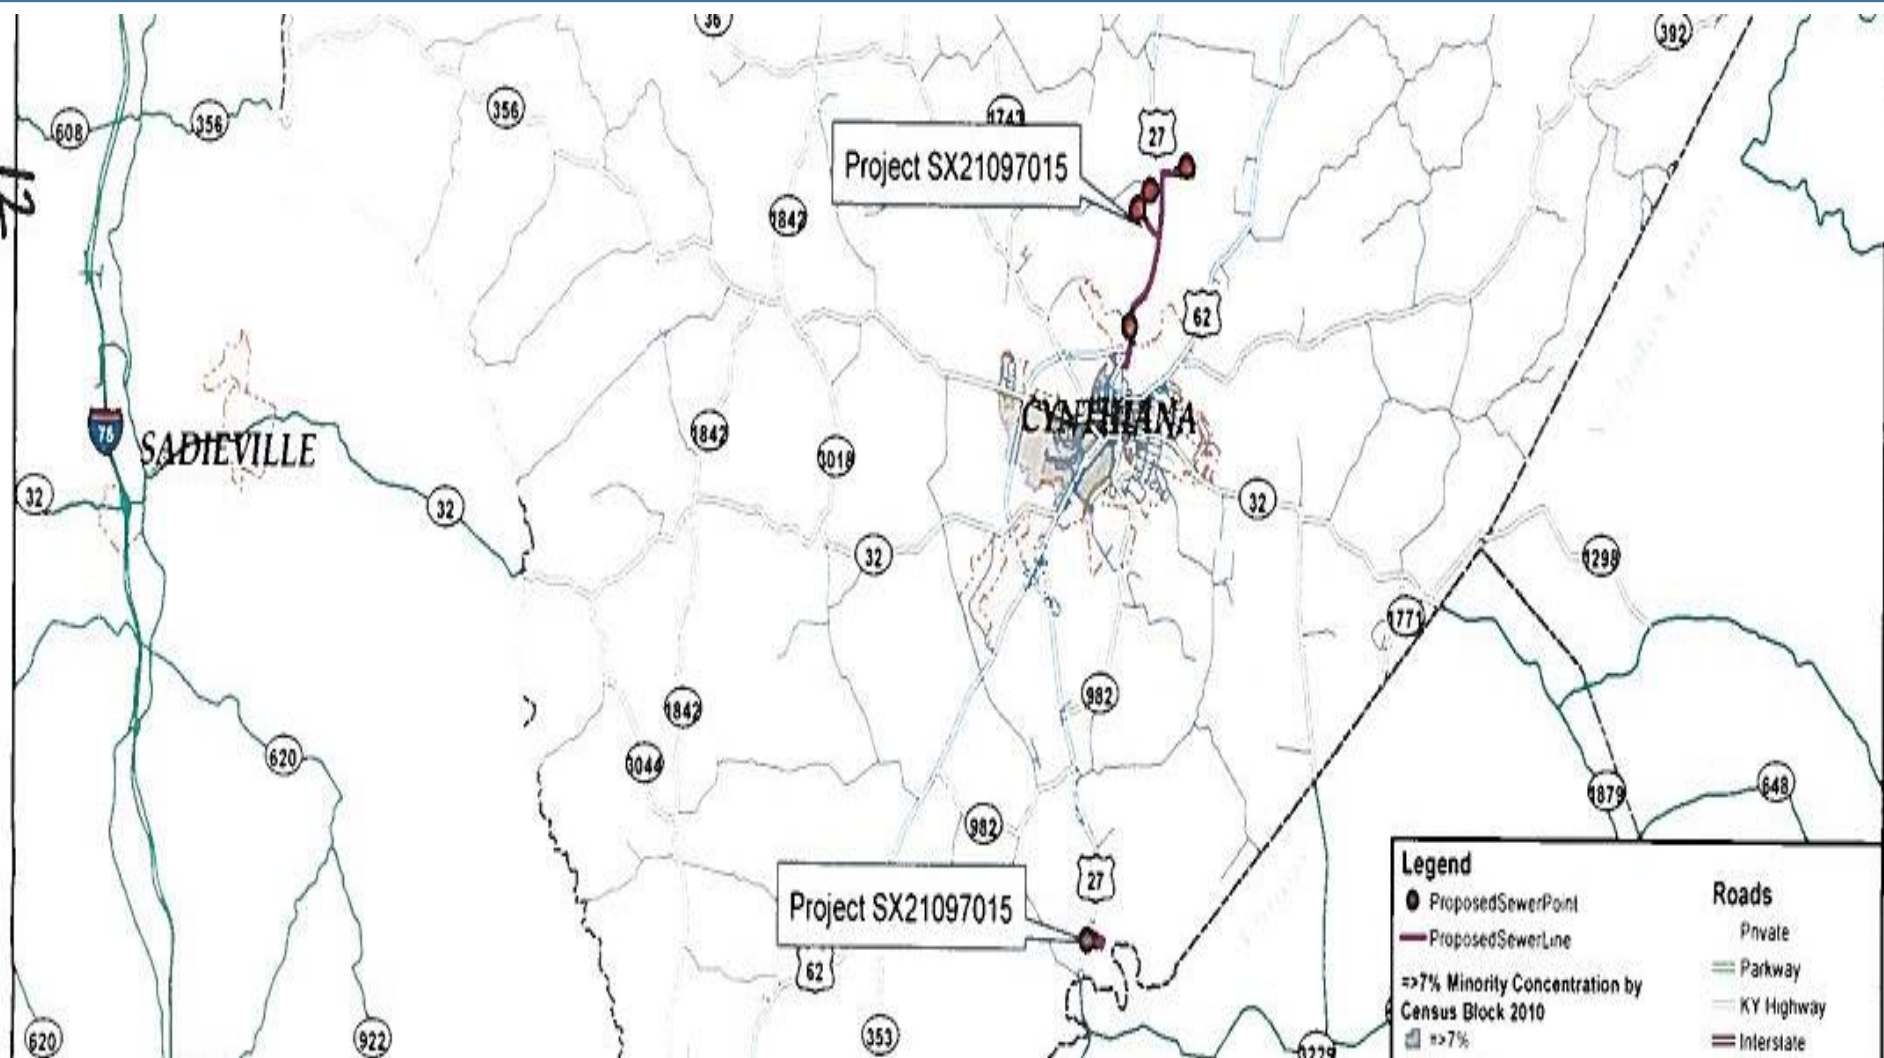 36
392
608
356
356
1743
27
12
Project SX21097015
1842
62
CYNTHIANA
1842
3018
SADIEVILLE
32
32
32
32
1298
1771
982
1842
3044
620
1879
648
982
27
Project SX21097015
62
620
922
353
3229
Legend
ProposedSewerPoint
ProposedSewerLine
=>7% Minority Concentration by
Census Block 2010
=>7%
Roads
Private
Parkway
KY Highway
Interstate